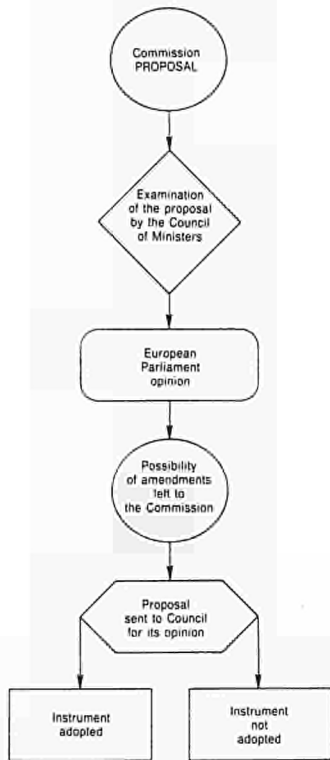 Commission
PROPOSAL
Examination
of the proposal
by the Council
of Ministers
European
Parliament
opinion
Possibility
of amendments
left to
the Commission
Proposal
sent to Council
for its opinion
Instrument
adopted
Instrument
not
adopted